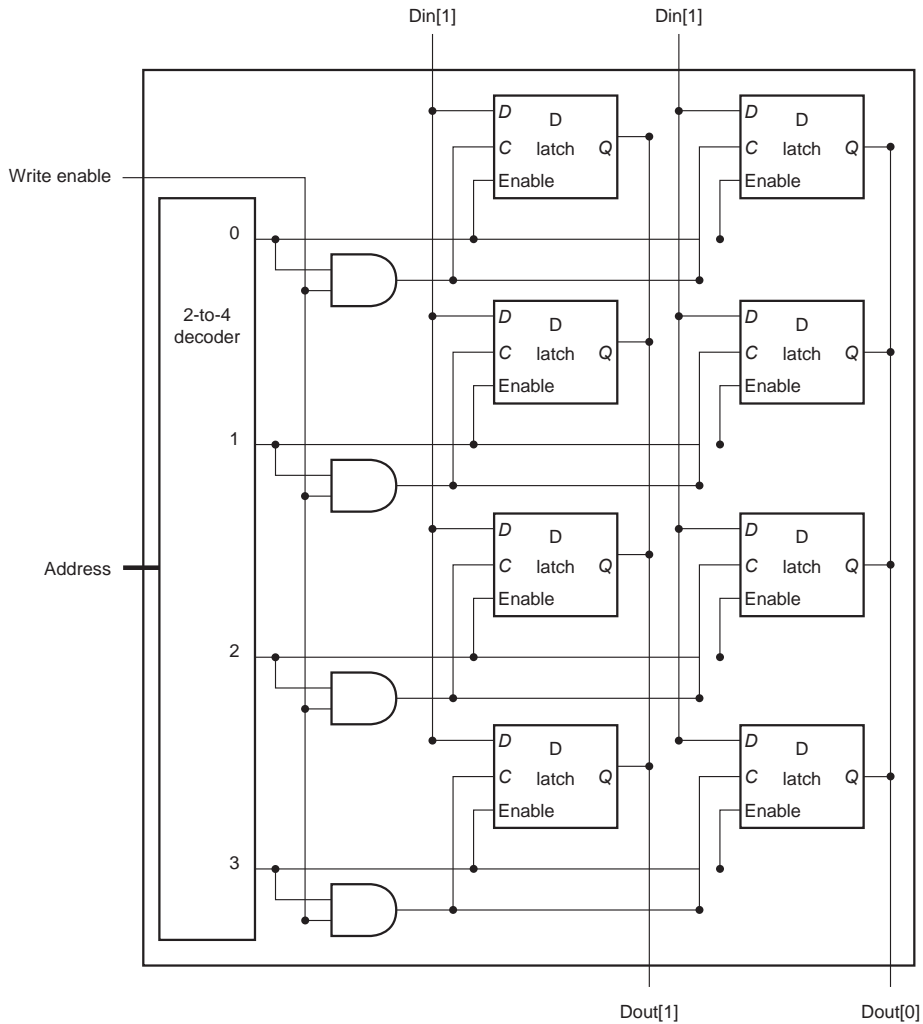 Din[1] Din[1]
D D D D
C latch Q C latch Q
Write enable
Enable Enable
0
2-to-4
decoder
D D D D
C latch Q C latch Q
Enable Enable
1
D D D D
C latch Q C latch Q
Address
Enable Enable
2
D D D D
C latch Q C latch Q
Enable Enable
3
Dout[1] Dout[0]